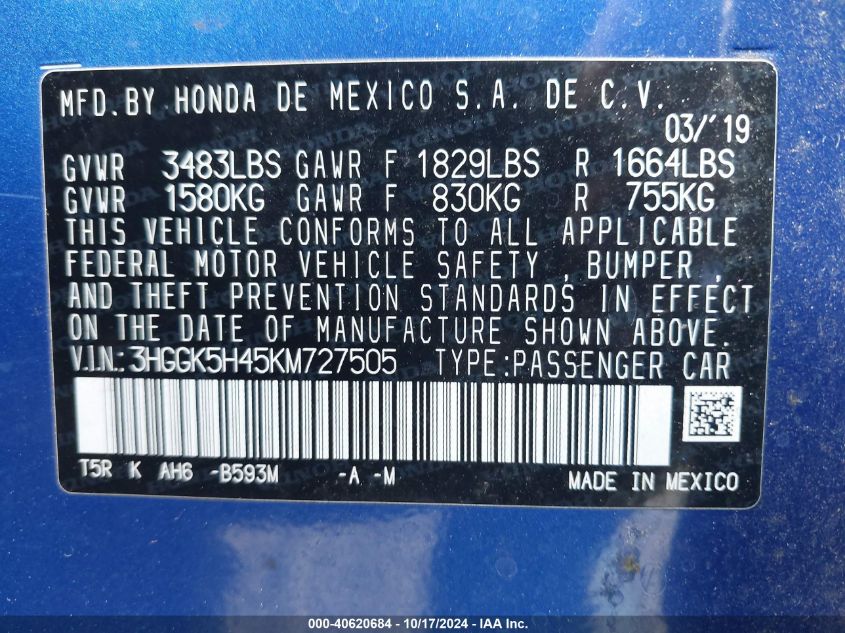 MFD. BY HONDA DE MEXICO S.A. DE C.V.
03/'19
GVWR 3483LBS GAWR F 1829LBS R 1664LBS
GVWR 1580KG GAWR F 830KG R 755KG
THIS VEHICLE CONFORMS TO ALL APPLICABLE
FEDERAL MOTOR VEHICLE SAFETY , BUMPER ,
AND THEFT PREVENTION STANDARDS IN EFFECT
ON THE DATE OF MANUFACTURE SHOWN ABOVE.
V.I.N.: 3HGGK5H45KM727505 TYPE:PASSENGER CAR
T5R K AH6 -B593M -A -M MADE IN MEXICO
000-40620684 - 10/17/2024 - IAA Inc.